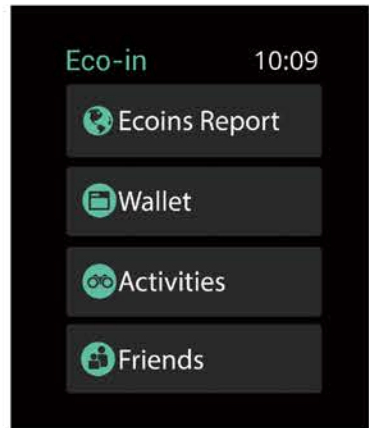 Eco-in 10:09
Ecoins Report
Wallet
Activities
Friends